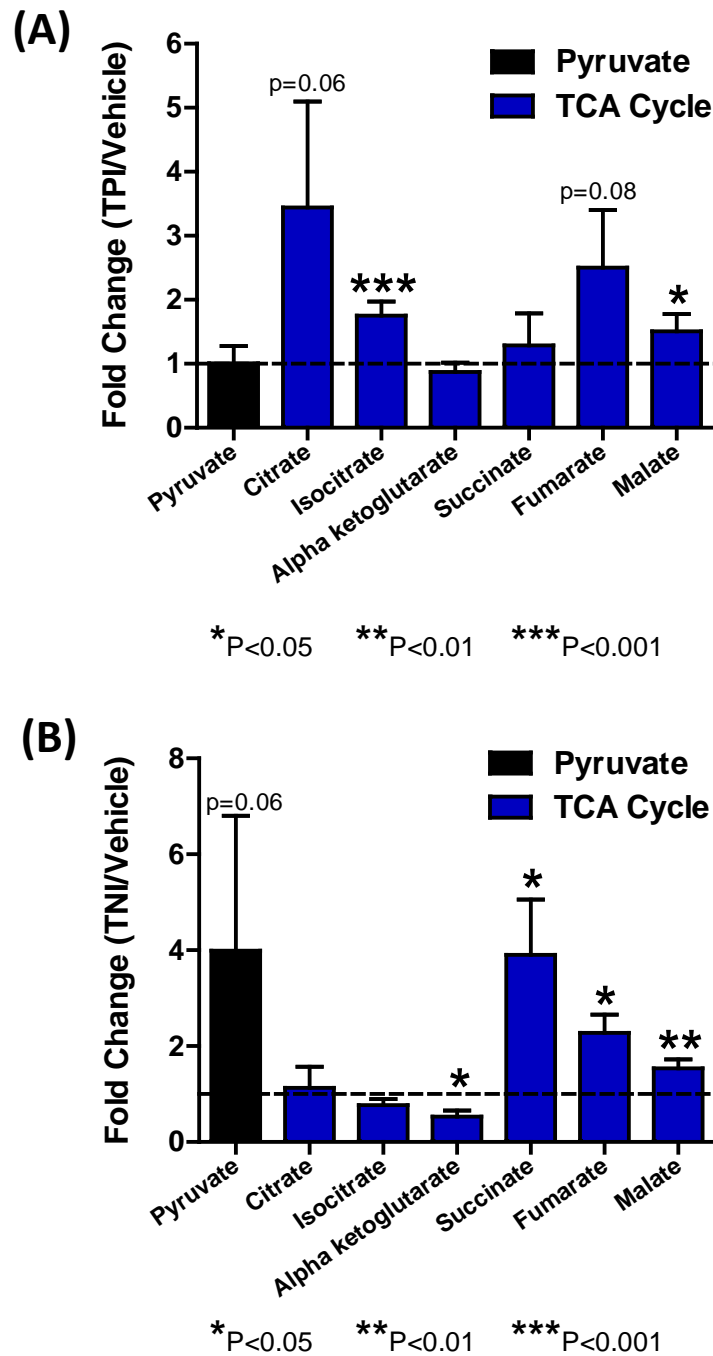 (A)
Fold Change (TPI/Vehicle)
6
5
4
3
2
1
0
p=0.06
***
p=0.08
*
Pyruvate
TCA Cycle
Pyruvate
Citrate
Isocitrate
Alpha ketoglutarate
Succinate
Fumarate
Malate
*P<0.05 **P<0.01 ***P<0.001
(B)
Fold Change (TNI/Vehicle)
8
6
4
2
0
p=0.06
*
*
*
**
Pyruvate
TCA Cycle
Pyruvate
Citrate
Isocitrate
Alpha ketoglutarate
Succinate
Fumarate
Malate
*P<0.05 **P<0.01 ***P<0.001